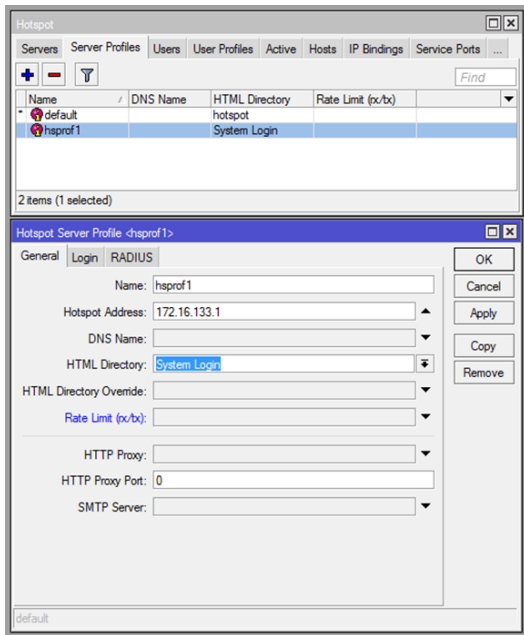 Hotspot
Servers Server Profiles Users User Profiles Active Hosts IP Bindings Service Ports ...
Find
Name / DNS Name HTML Directory Rate Limit (rx/tx)
* default hotspot
hsprof1 System Login
2 items (1 selected)
Hotspot Server Profile <hsprof1>
General Login RADIUS
OK
Name: hsprof1
Cancel
Hotspot Address: 172.16.133.1
Apply
DNS Name:
Copy
HTML Directory: System Login
Remove
HTML Directory Override:
Rate Limit (rx/tx):
HTTP Proxy:
HTTP Proxy Port: 0
SMTP Server:
default